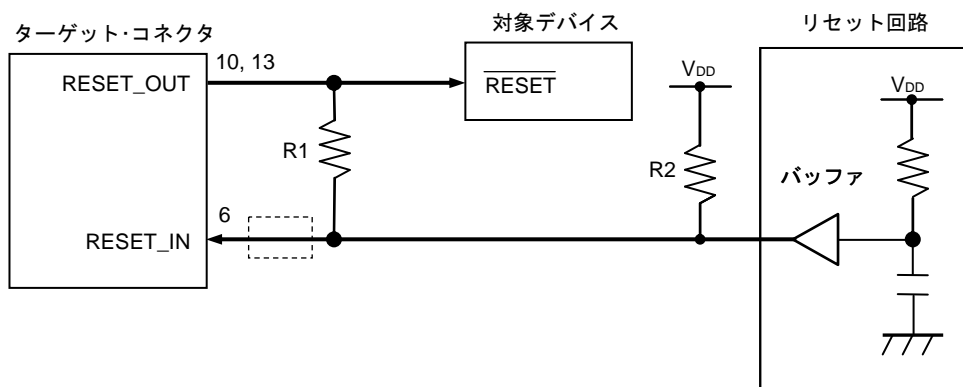 ターゲット・コネクタ
対象デバイス
リセット回路
RESET_OUT
10, 13
RESET
VDD
VDD
R1
R2
バッファ
6
RESET_IN